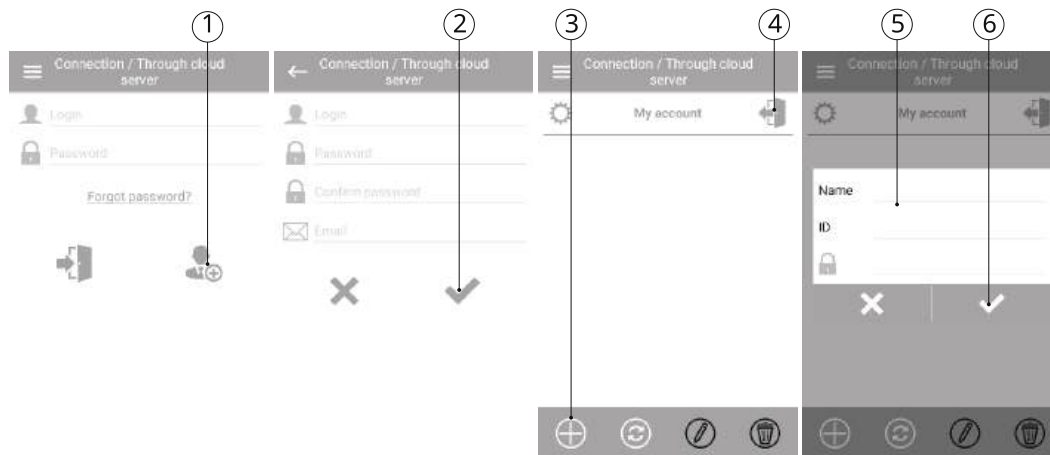 1
2
3
4
5
6
Connection / Through cloud
server
Login
Password
Forgot password?
Connection / Through cloud
server
Login
Password
Confirm password
Email
Connection / Through cloud
server
My account
Connection / Through cloud
server
My account
Name
ID